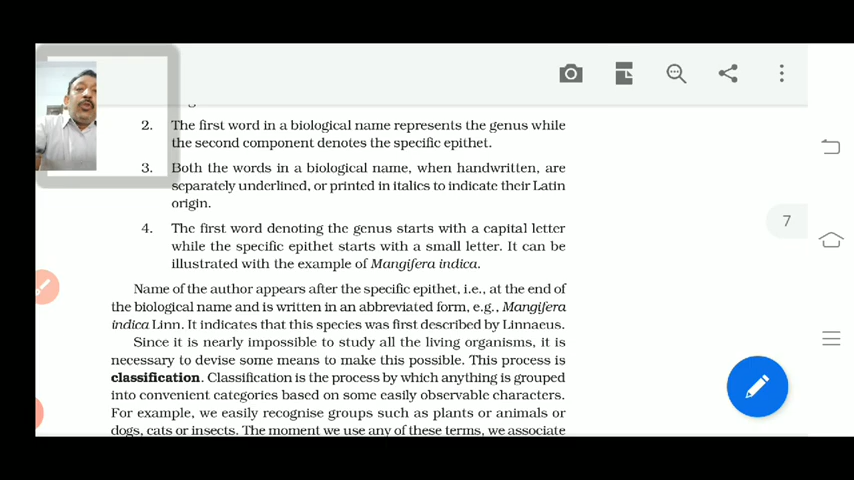 2. The first word in a biological name represents the genus while
the second component denotes the specific epithet.
3. Both the words in a biological name, when handwritten, are
separately underlined, or printed in italics to indicate their Latin
origin.
4. The first word denoting the genus starts with a capital letter
while the specific epithet starts with a small letter. It can be
illustrated with the example of Mangifera indica.
7
Name of the author appears after the specific epithet, i.e., at the end of
the biological name and is written in an abbreviated form, e.g., Mangifera
indica Linn. It indicates that this species was first described by Linnaeus.
Since it is nearly impossible to study all the living organisms, it is
necessary to devise some means to make this possible. This process is
classification. Classification is the process by which anything is grouped
into convenient categories based on some easily observable characters.
For example, we easily recognise groups such as plants or animals or
dogs, cats or insects. The moment we use any of these terms, we associate